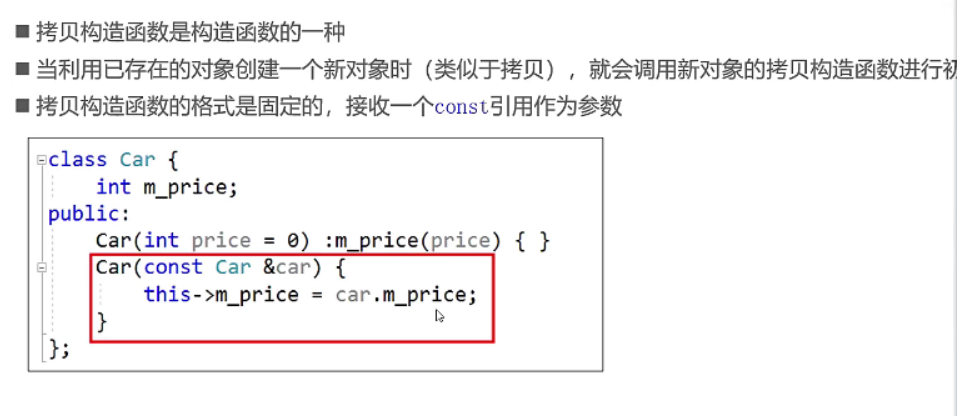 ■ 拷贝构造函数是构造函数的一种
■ 当利用已存在的对象创建一个新对象时（类似于拷贝），就会调用新对象的拷贝构造函数进行初
■ 拷贝构造函数的格式是固定的，接收一个const引用作为参数
class Car {
    int m_price;
public:
    Car(int price = 0) :m_price(price) { }
    Car(const Car &car) {
        this->m_price = car.m_price;
    }
};